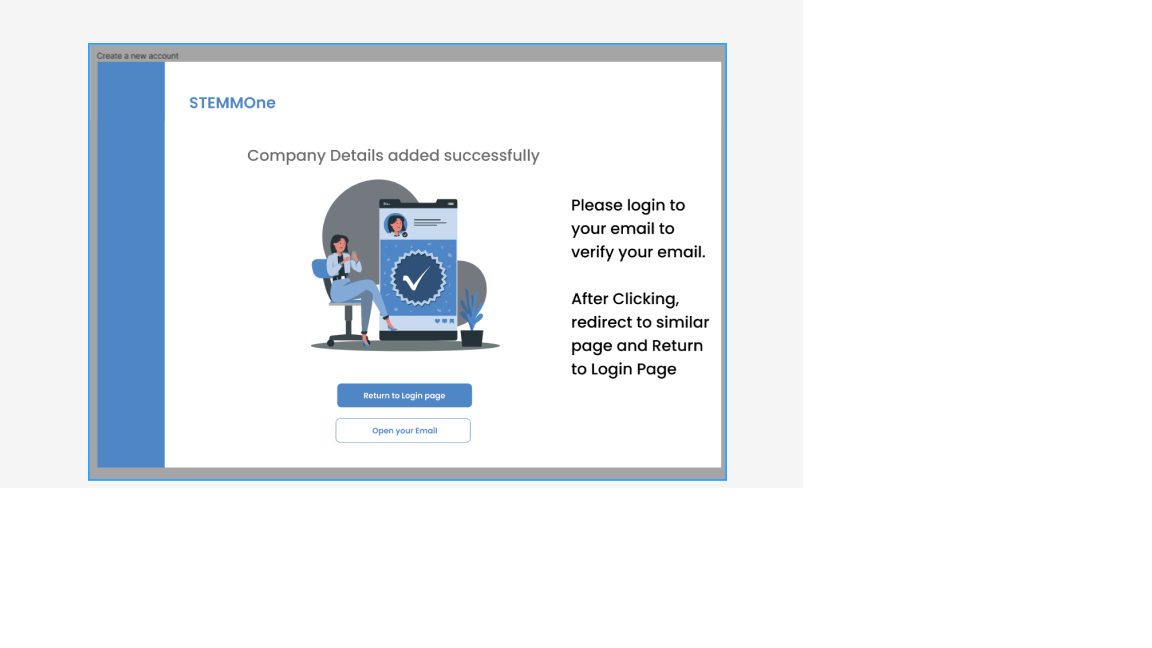 Create a new account
STEMMOne
Company Details added successfully
Please login to
your email to
verify your email.
After Clicking,
redirect to similar
page and Return
to Login Page
Return to Login page
Open your Email